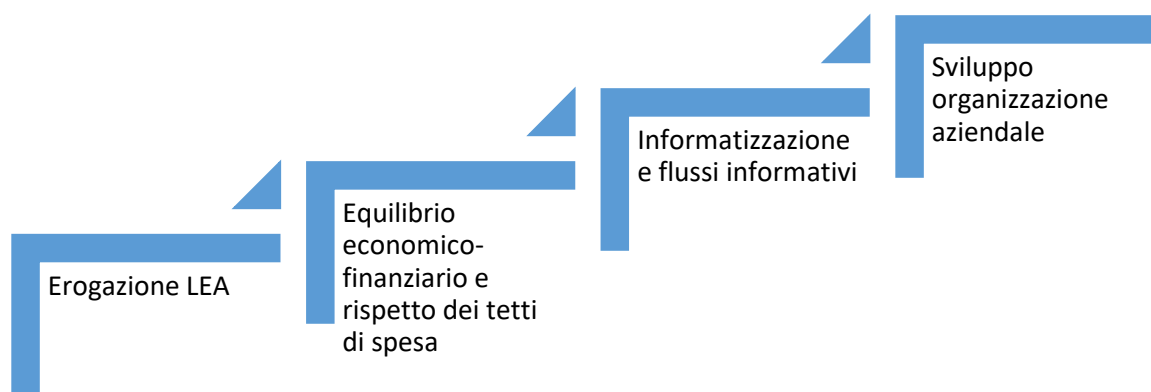 Erogazione LEA
Equilibrio
economico-
finanziario e
rispetto dei tetti
di spesa
Informatizzazione
e flussi informativi
Sviluppo
organizzazione
aziendale